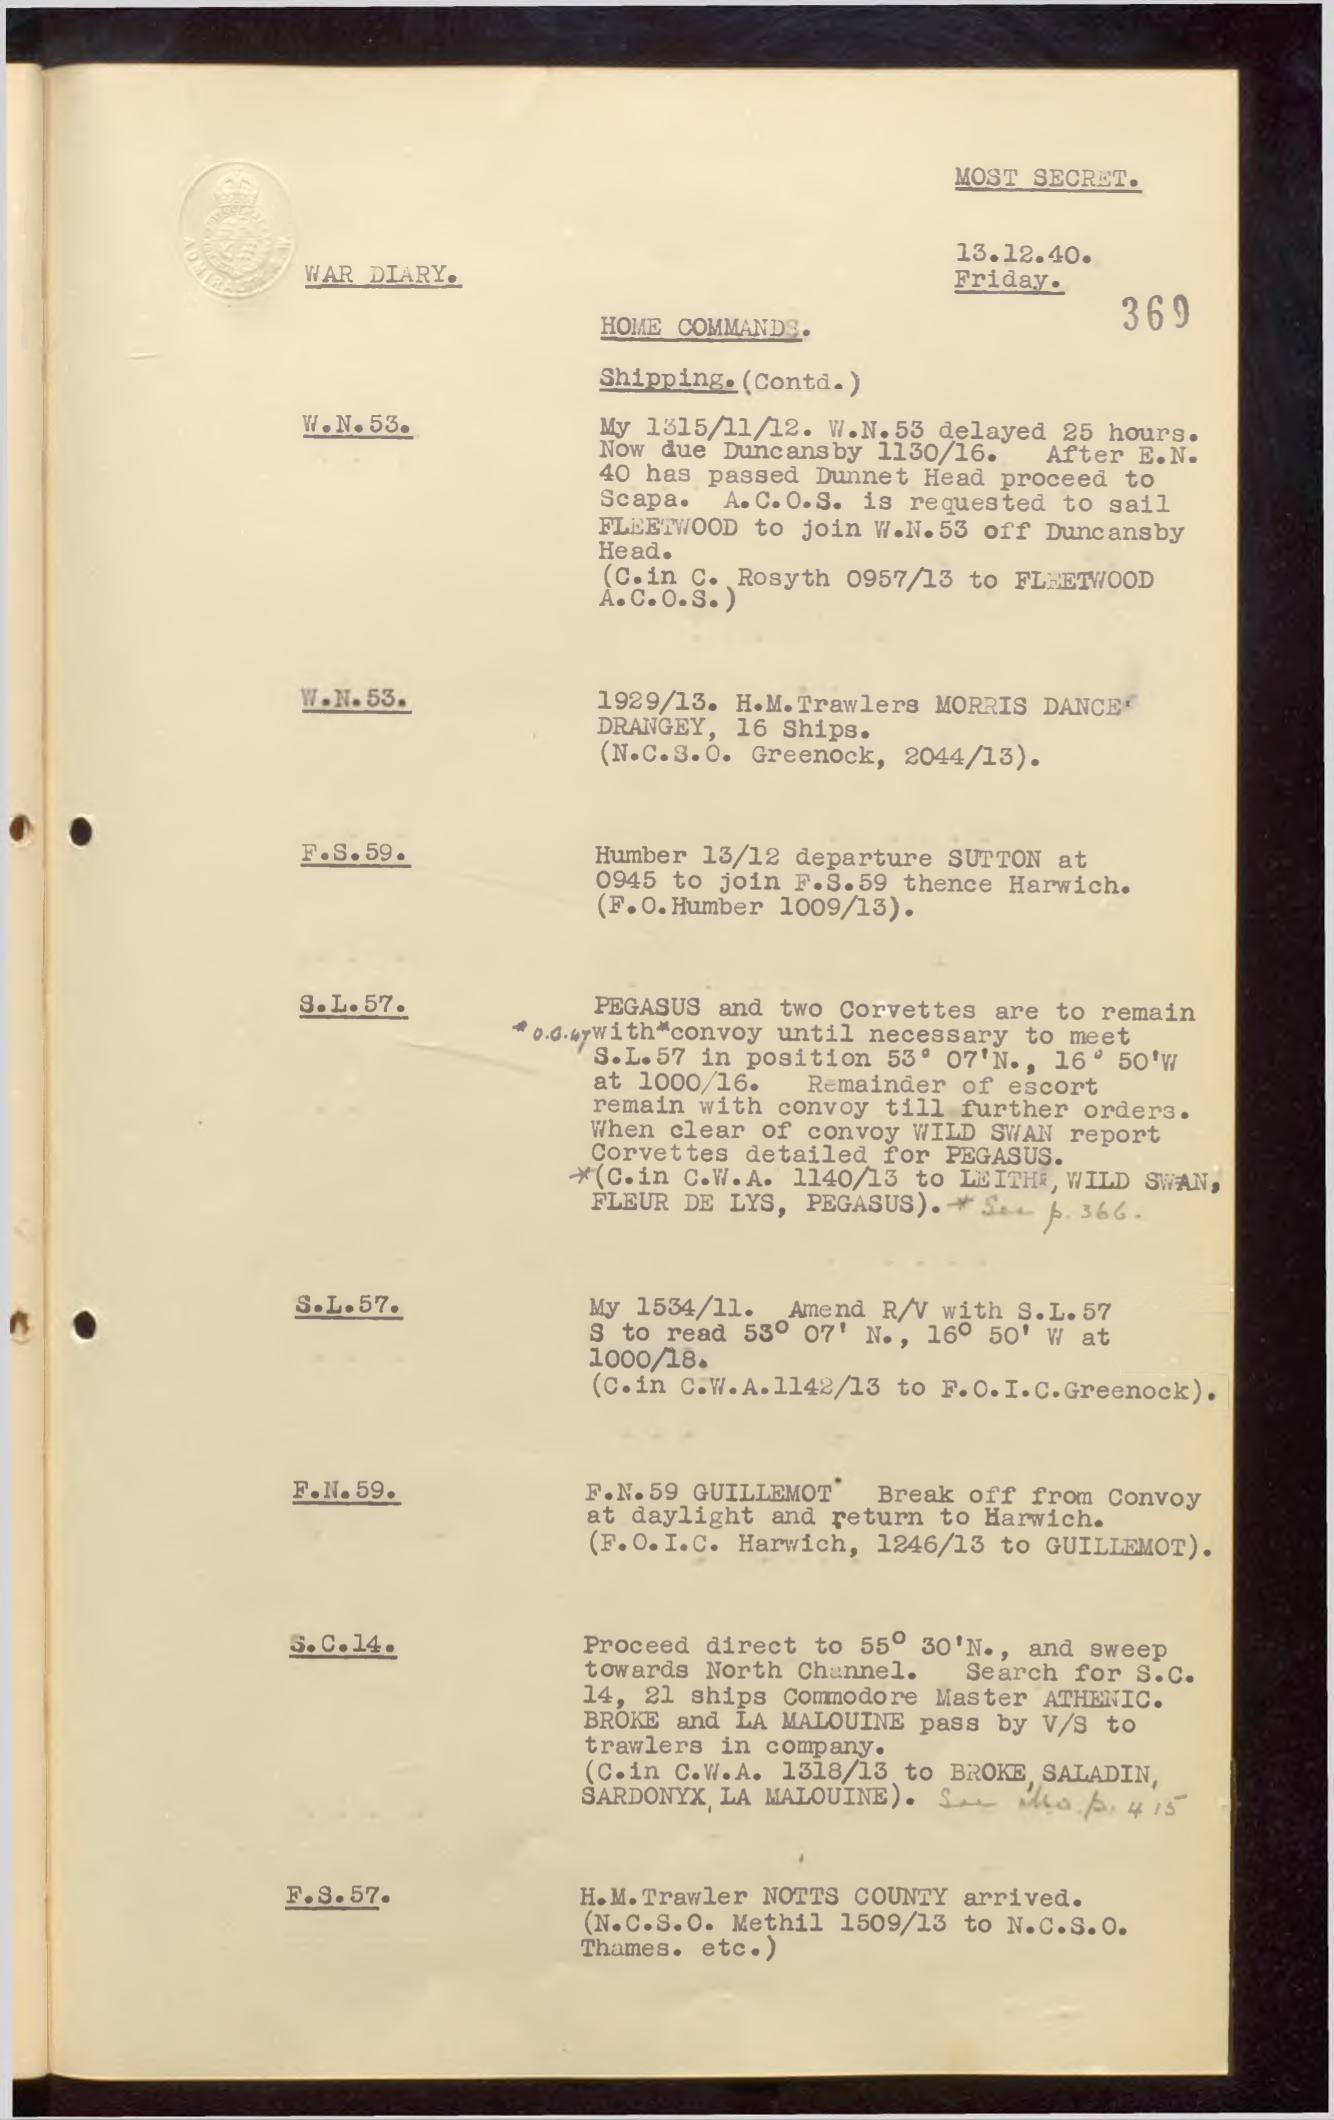 MOST SECRET.
13.12.40.
WAR DIARY.
Friday.
369
HOME COMMANDS.
Shipping.(Contd.)
W.N.53.
My 1315/11/12. W.N.53 delayed 25 hours.
Now due Duncansby 1130/16. After E.N.
40 has passed Dunnet Head proceed to
Scapa. A.C.O.S. is requested to sail
FLEETWOOD to join W.N.53 off Duncansby
Head.
(C.in C. Rosyth 0957/13 to FLEETWOOD
A.C.O.S.)
W.N.53.
1929/13. H.M.Trawlers MORRIS DANCE
DRANGEY, 16 Ships.
(N.C.S.O. Greenock, 2044/13).
F.S.59.
Humber 13/12 departure SUTTON at
0945 to join F.S.59 thence Harwich.
(F.O.Humber 1009/13).
S.L.57.
PEGASUS and two Corvettes are to remain
* with*convoy until necessary to meet
S.L.57 in position 53° 07'N., 16° 50'W
at 1000/16. Remainder of escort
remain with convoy till further orders.
When clear of convoy WILD SWAN report
Corvettes detailed for PEGASUS.
*(C.in C.W.A. 1140/13 to LEITH, WILD SWAN,
FLEUR DE LYS, PEGASUS). * See p. 366.
S.L.57.
My 1534/11. Amend R/V with S.L.57
S to read 53° 07' N., 16° 50' W at
1000/18.
(C.in C.W.A.1142/13 to F.O.I.C.Greenock).
F.N.59.
F.N.59 GUILLEMOT Break off from Convoy
at daylight and return to Harwich.
(F.O.I.C. Harwich, 1246/13 to GUILLEMOT).
S.C.14.
Proceed direct to 55° 30'N., and sweep
towards North Channel. Search for S.C.
14, 21 ships Commodore Master ATHENIC.
BROKE and LA MALOUINE pass by V/S to
trawlers in company.
(C.in C.W.A. 1318/13 to BROKE, SALADIN,
SARDONYX, LA MALOUINE). See also p. 415
F.S.57.
H.M.Trawler NOTTS COUNTY arrived.
(N.C.S.O. Methil 1509/13 to N.C.S.O.
Thames. etc.)